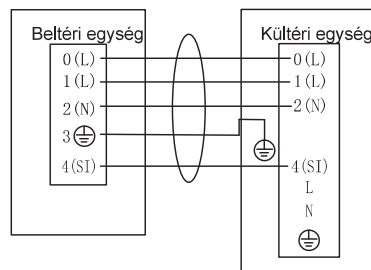 Beltéri egység
0(L)
1(L)
2(N)
3
4(SI)
Kültéri egység
0(L)
1(L)
2(N)
4(SI)
L
N